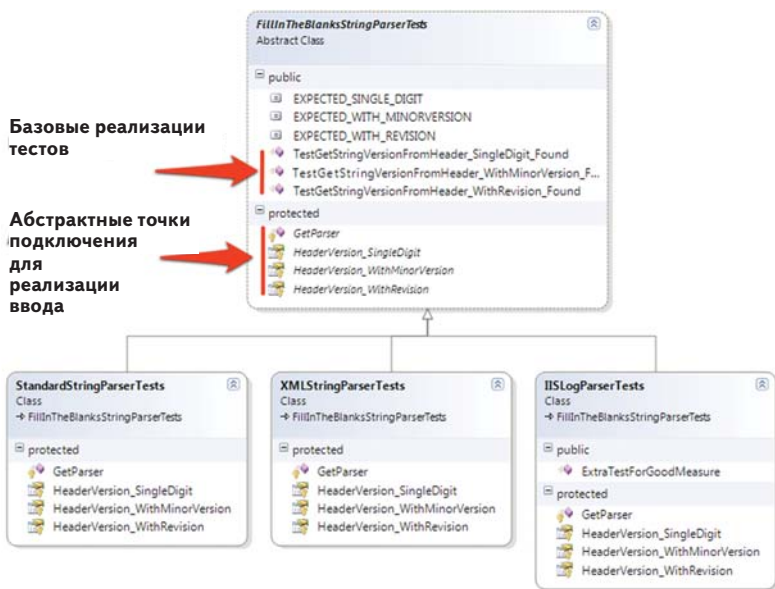 FillInTheBlanksStringParserTests
Abstract Class
public
EXPECTED_SINGLE_DIGIT
EXPECTED_WITH_MINORVERSION
EXPECTED_WITH_REVISION
TestGetStringVersionFromHeader_SingleDigit_Found
TestGetStringVersionFromHeader_WithMinorVersion_F...
TestGetStringVersionFromHeader_WithRevision_Found
protected
GetParser
HeaderVersion_SingleDigit
HeaderVersion_WithMinorVersion
HeaderVersion_WithRevision
Базовые реализации
тестов
Абстрактные точки
подключения
для
реализации
ввода
StandardStringParserTests
Class
FillInTheBlanksStringParserTests
protected
GetParser
HeaderVersion_SingleDigit
HeaderVersion_WithMinorVersion
HeaderVersion_WithRevision
XMLStringParserTests
Class
FillInTheBlanksStringParserTests
protected
GetParser
HeaderVersion_SingleDigit
HeaderVersion_WithMinorVersion
HeaderVersion_WithRevision
IISLogParserTests
Class
FillInTheBlanksStringParserTests
public
ExtraTestForGoodMeasure
protected
GetParser
HeaderVersion_SingleDigit
HeaderVersion_WithMinorVersion
HeaderVersion_WithRevision